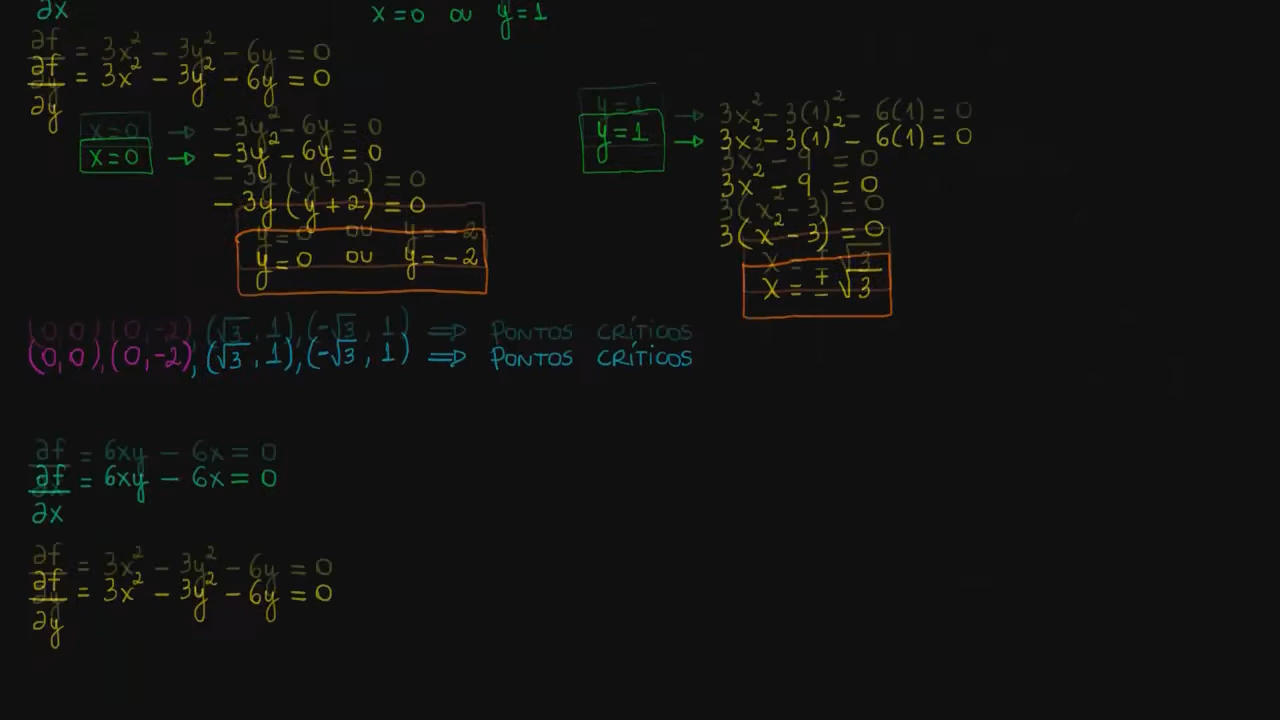 ∂x
x = 0 ou y = 1
∂f/∂y = 3x² − 3y² − 6y = 0
x = 0 → −3y² − 6y = 0
−3y(y + 2) = 0
y = 0 ou y = −2
y = 1 → 3x² − 3(1)² − 6(1) = 0
3x² − 9 = 0
3(x² − 3) = 0
x = ∓√3
(0, 0), (0, −2), (√3, 1), (−√3, 1) ⇒ PONTOS CRÍTICOS
∂f/∂x = 6xy − 6x = 0
∂f/∂y = 3x² − 3y² − 6y = 0